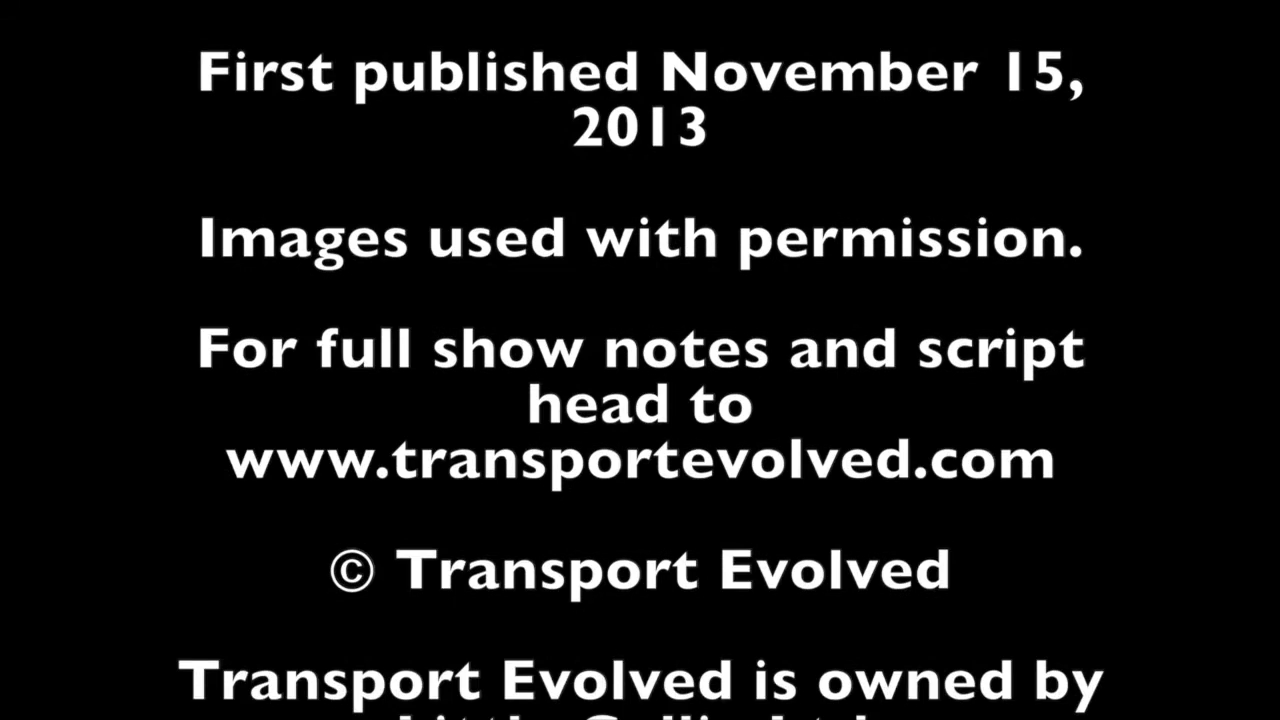 First published November 15,
2013
Images used with permission.
For full show notes and script
head to
www.transportevolved.com
© Transport Evolved
Transport Evolved is owned by